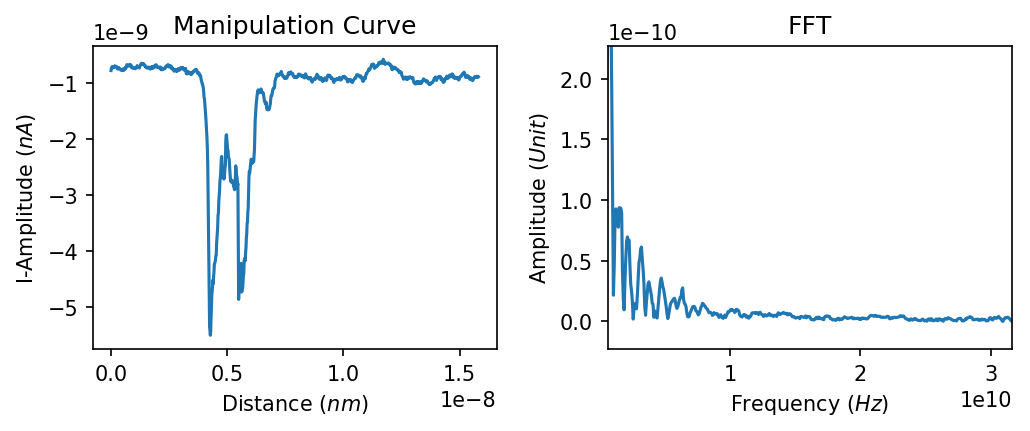 Manipulation Curve
1e−9
I-Amplitude (nA)
−1
−2
−3
−4
−5
0.0 0.5 1.0 1.5
Distance (nm)
1e−8
FFT
1e−10
Amplitude (Unit)
2.0
1.5
1.0
0.5
0.0
1 2 3
Frequency (Hz)
1e10